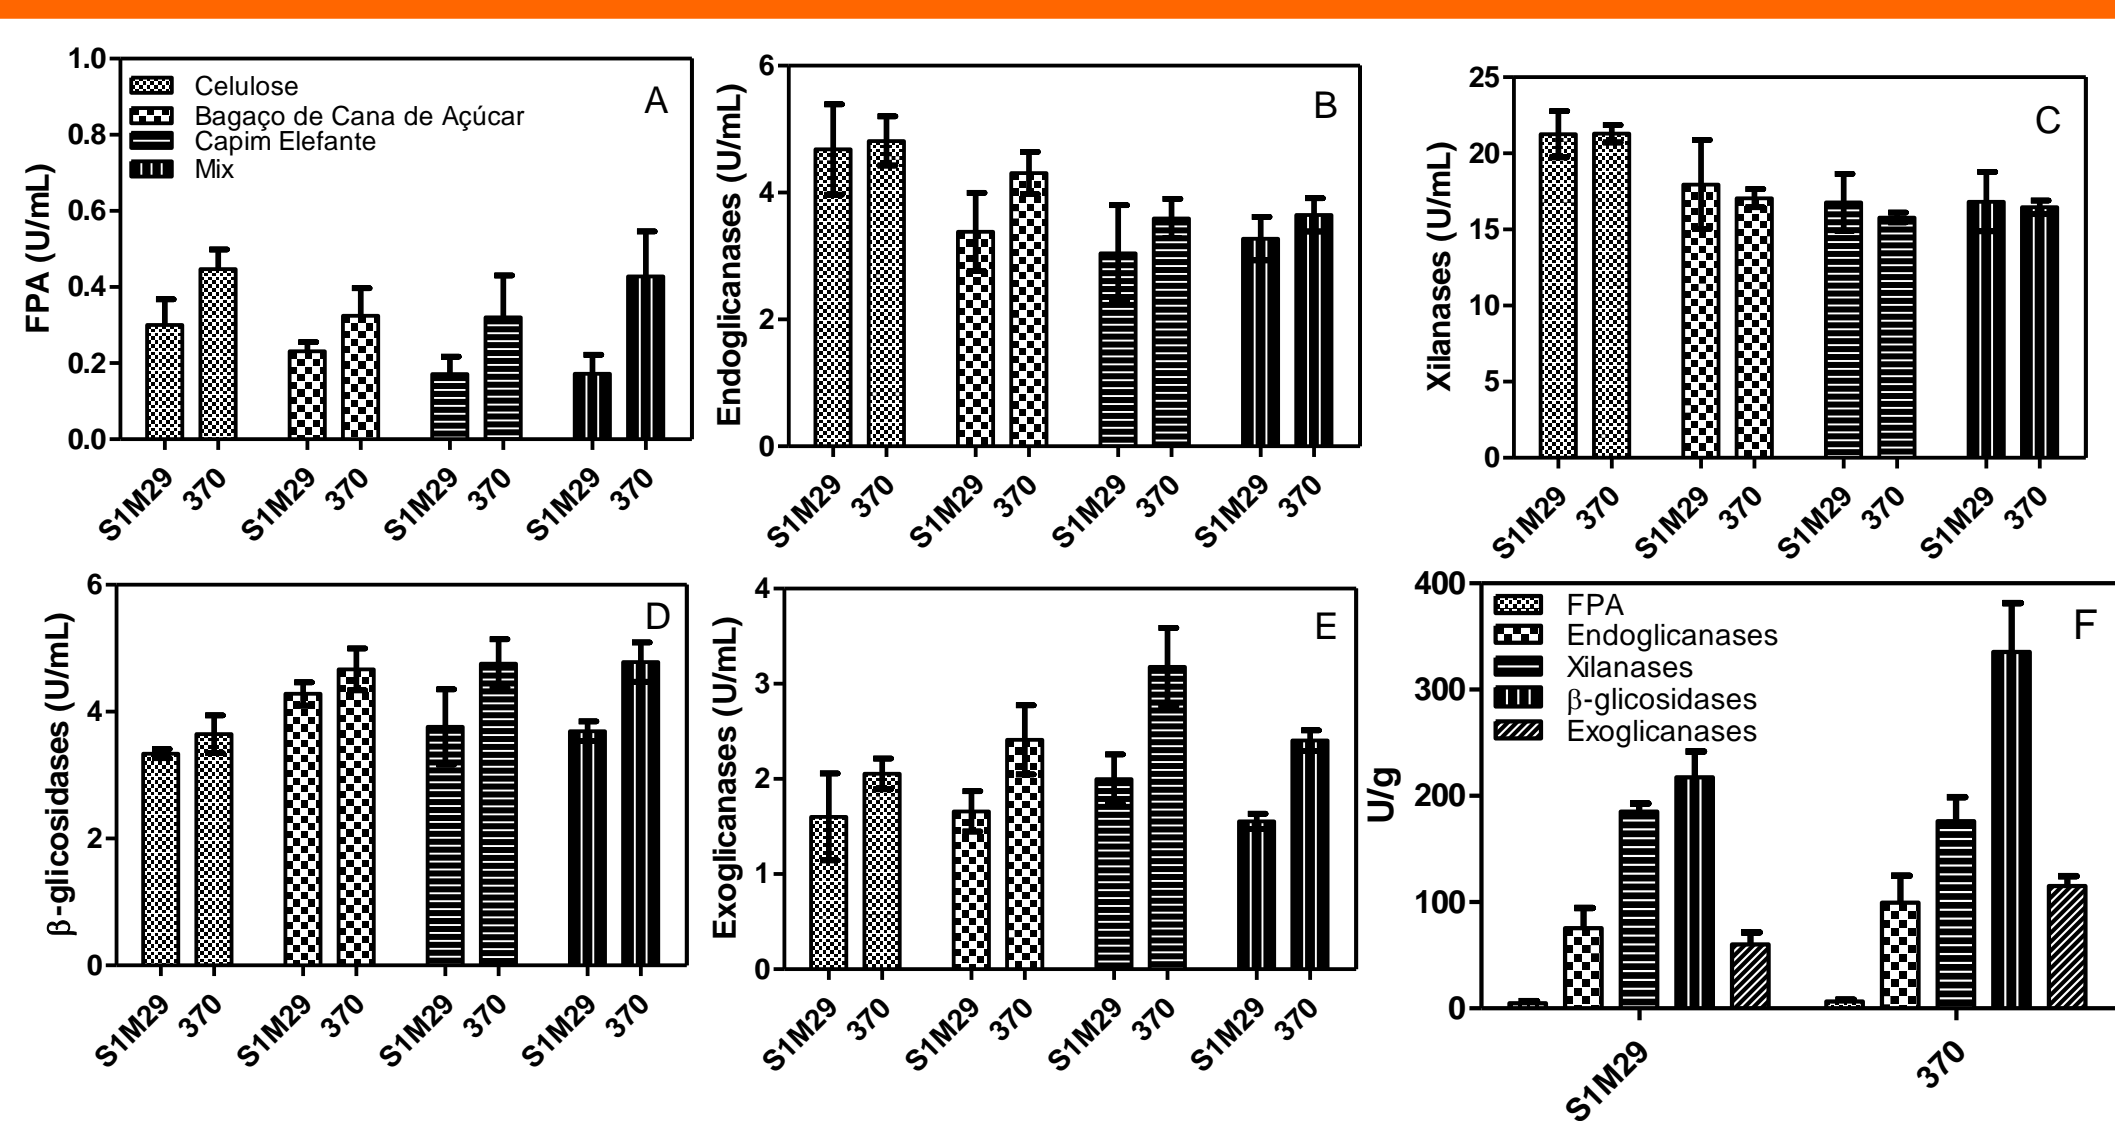 FPA (U/mL)
1.0
0.8
0.6
0.4
0.2
0.0
Celulose
Bagaço de Cana de Açúcar
Capim Elefante
Mix
A
S1M29 370 S1M29 370 S1M29 370 S1M29 370
Endoglicanases (U/mL)
6
4
2
0
B
S1M29 370 S1M29 370 S1M29 370 S1M29 370
Xilanases (U/mL)
25
20
15
10
5
0
C
S1M29 370 S1M29 370 S1M29 370 S1M29 370
β-glicosidases (U/mL)
6
4
2
0
D
S1M29 370 S1M29 370 S1M29 370 S1M29 370
Exoglicanases (U/mL)
4
3
2
1
0
E
S1M29 370 S1M29 370 S1M29 370 S1M29 370
U/g
400
300
200
100
0
FPA
Endoglicanases
Xilanases
β-glicosidases
Exoglicanases
F
S1M29 370